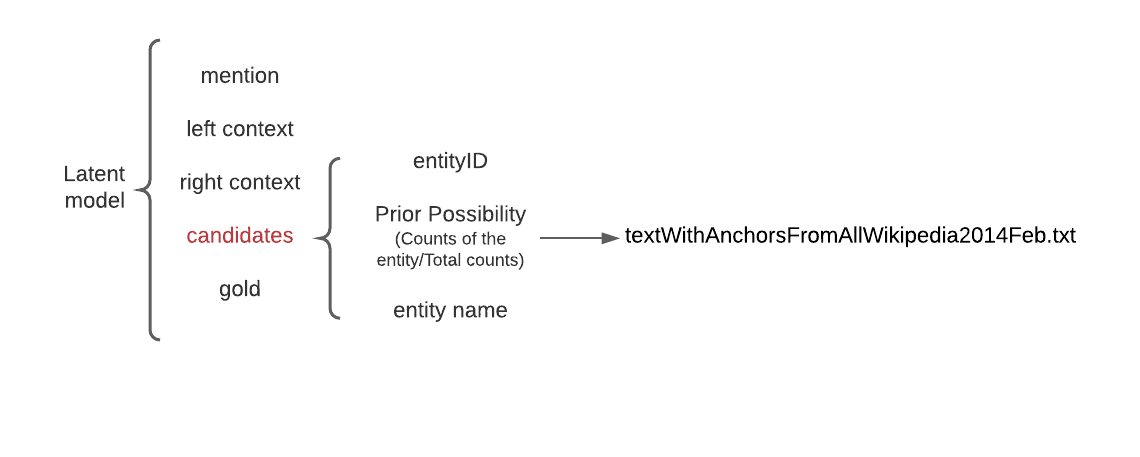 Latent
model
mention
left context
right context
candidates
gold
entityID
Prior Possibility
(Counts of the
entity/Total counts)
entity name
textWithAnchorsFromAllWikipedia2014Feb.txt